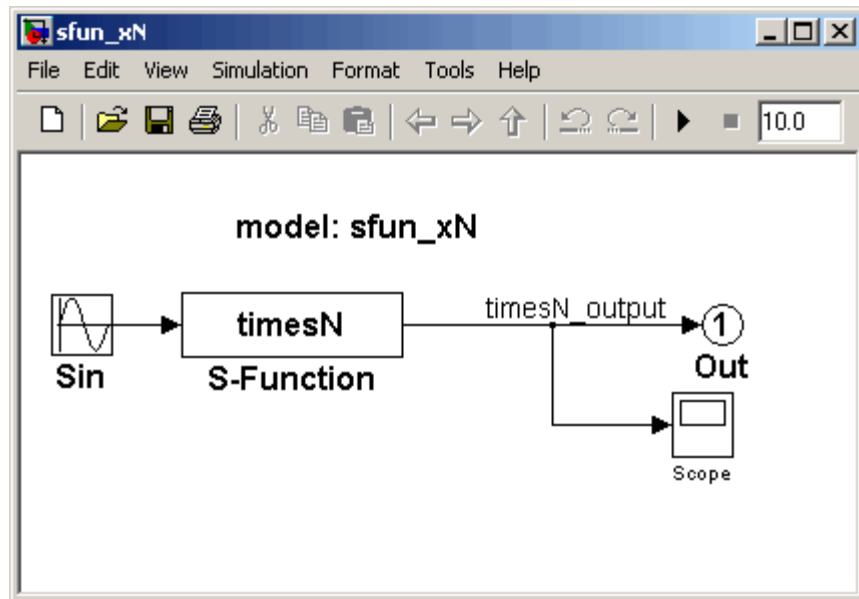 sfun_xN
File Edit View Simulation Format Tools Help
10.0
model: sfun_xN
timesN
timesN_output
1
Sin
S-Function
Out
Scope